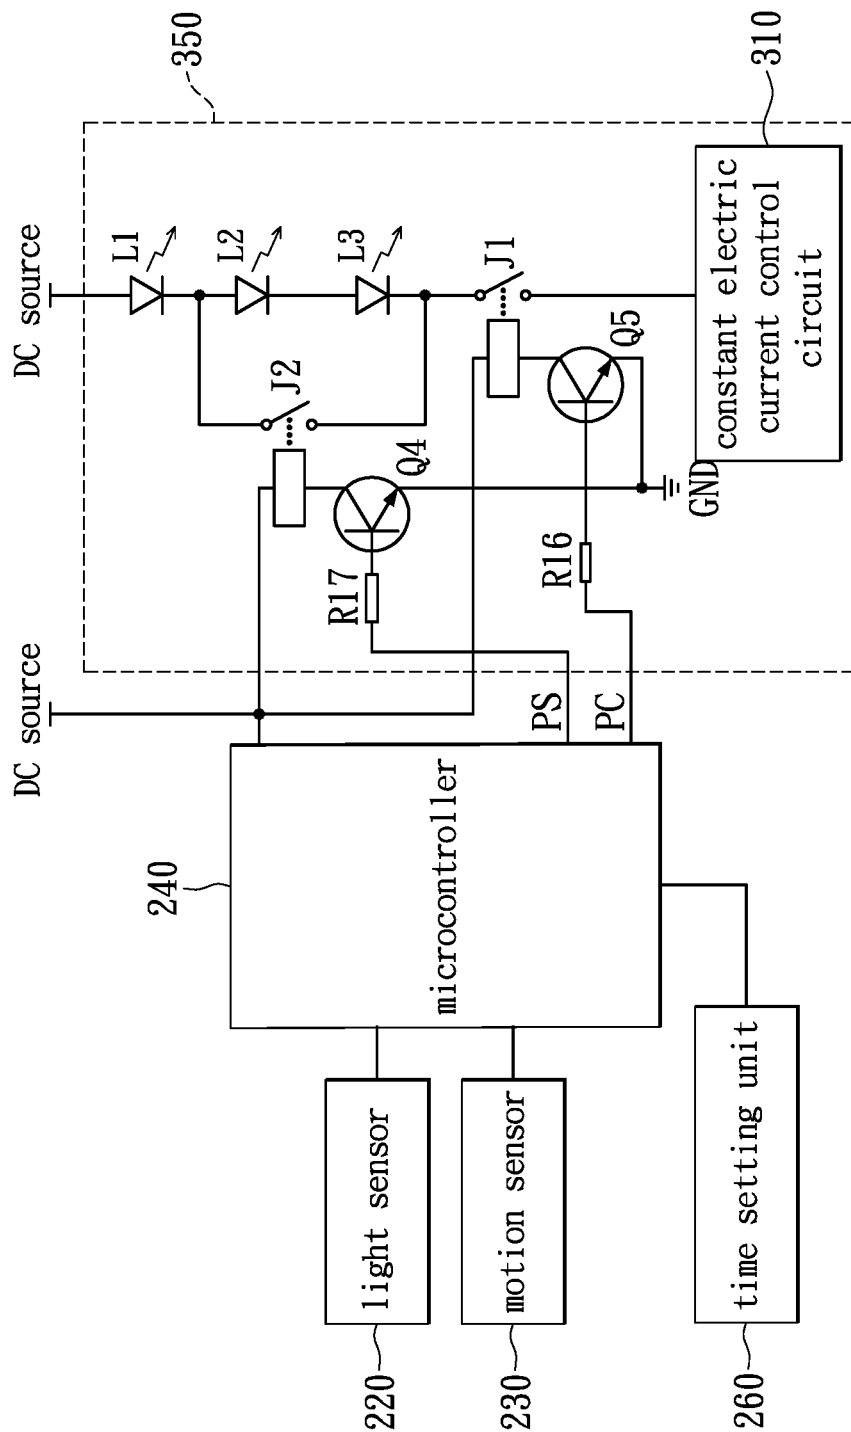 DC source
DC source
350
L1
L2
L3
J1
J2
Q4
Q5
R17
R16
PS
PC
GND
310
constant electric
current control
circuit
240
microcontroller
220
light sensor
230
motion sensor
260
time setting unit